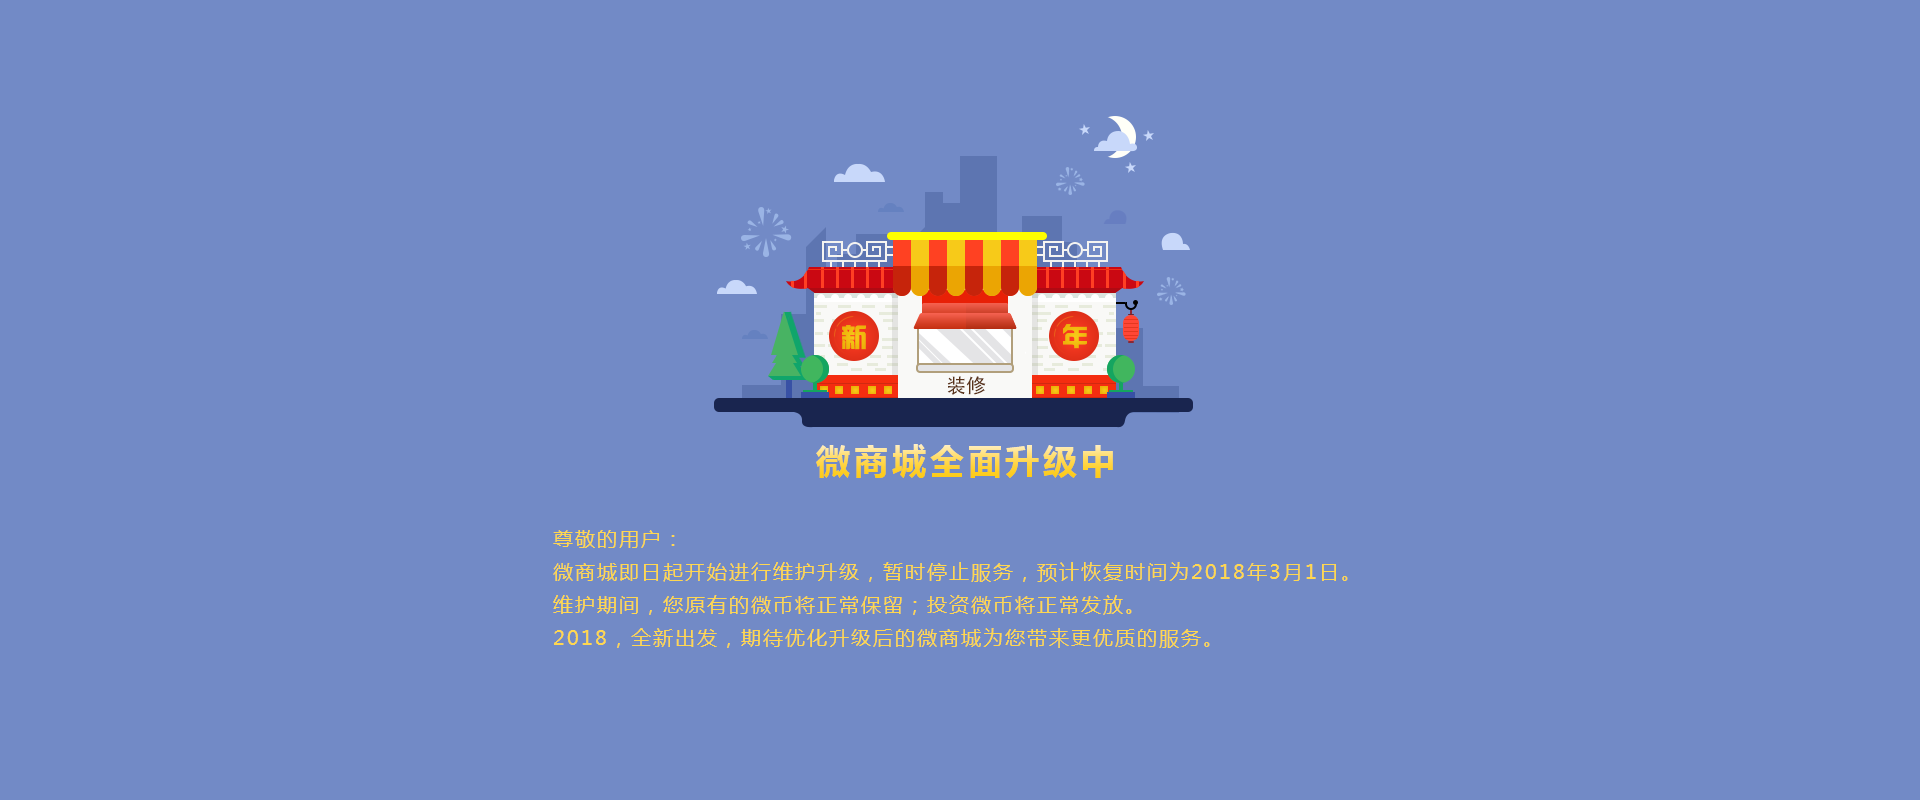 新 年
装修
微商城全面升级中
尊敬的用户：
微商城即日起开始进行维护升级，暂时停止服务，预计恢复时间为2018年3月1日。
维护期间，您原有的微币将正常保留；投资微币将正常发放。
2018，全新出发，期待优化升级后的微商城为您带来更优质的服务。